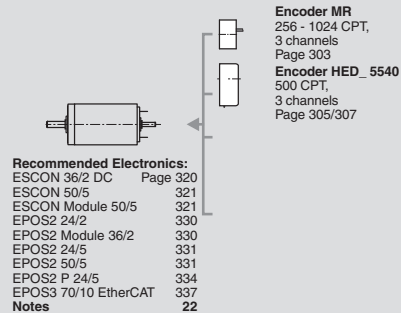 Encoder MR
256 - 1024 CPT,
3 channels
Page 303
Encoder HED_ 5540
500 CPT,
3 channels
Page 305/307
Recommended Electronics:
ESCON 36/2 DC Page 320
ESCON 50/5 321
ESCON Module 50/5 321
EPOS2 24/2 330
EPOS2 Module 36/2 330
EPOS2 24/5 331
EPOS2 50/5 331
EPOS2 P 24/5 334
EPOS3 70/10 EtherCAT 337
Notes 22